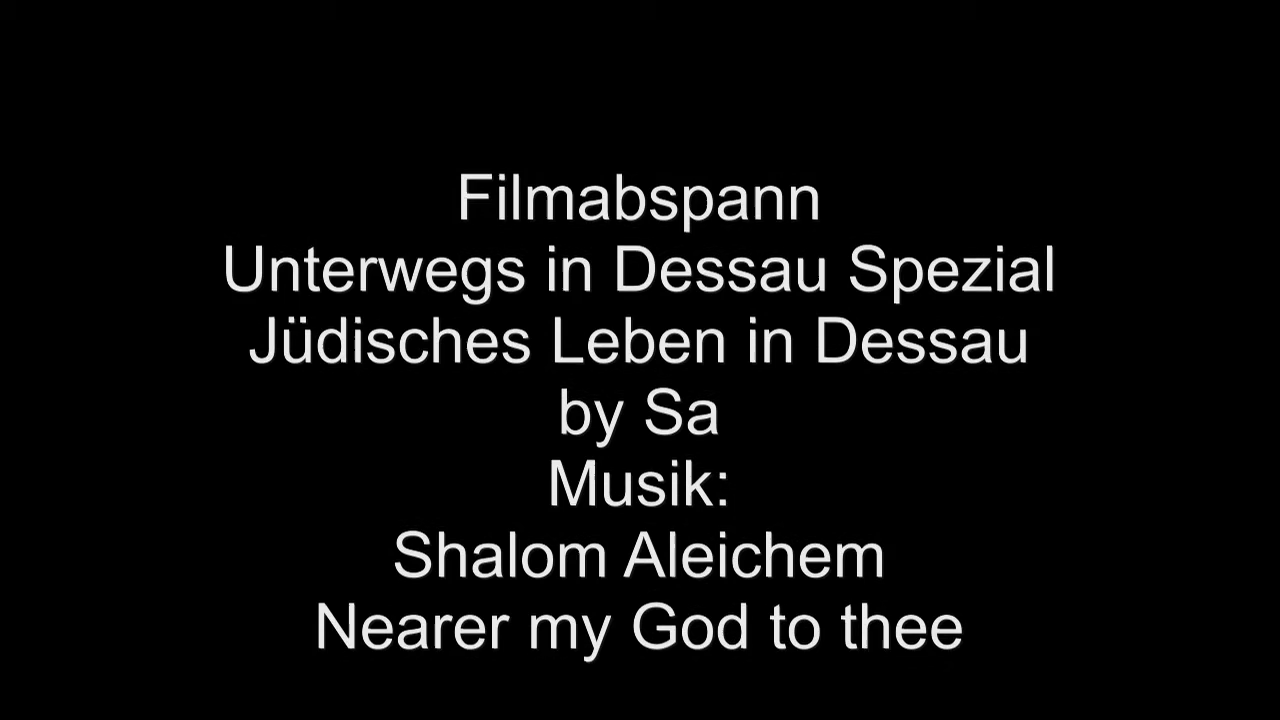 Filmabspann
Unterwegs in Dessau Spezial
Jüdisches Leben in Dessau
by Sa
Musik:
Shalom Aleichem
Nearer my God to thee